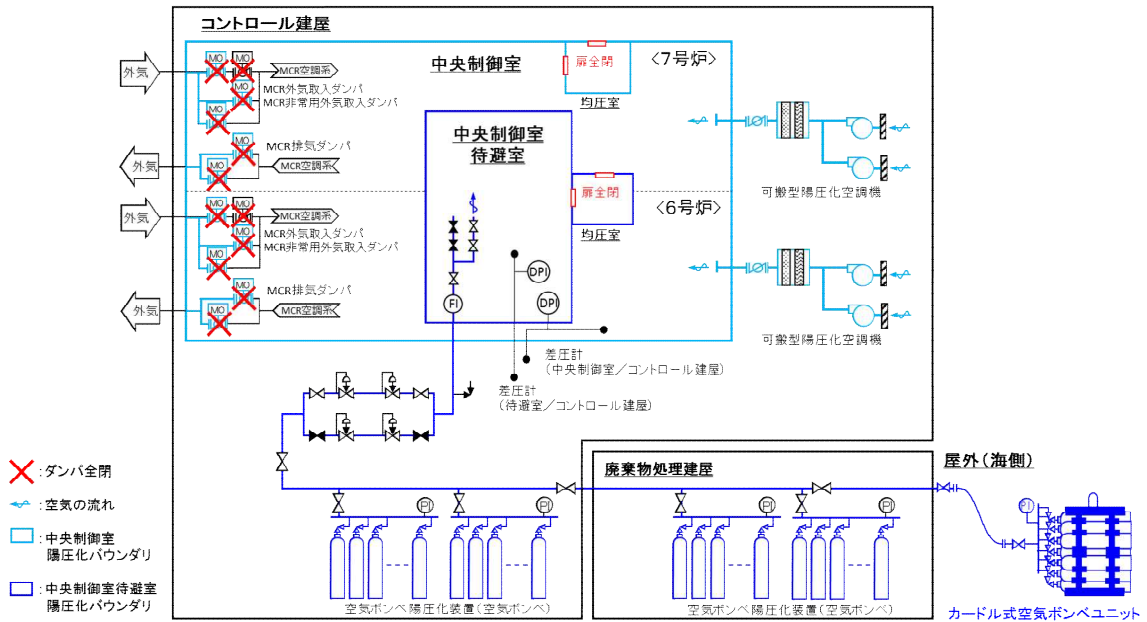 コントロール建屋
中央制御室
<7号炉>
扉全閉
均圧室
外気
MO
MO
MCR空調系
MO
MCR外気取入ダンパ
MCR非常用外気取入ダンパ
MO
MCR排気ダンパ
MO
外気
MO
MCR空調系
中央制御室
待避室
可搬型陽圧化空調機
扉全閉
<6号炉>
均圧室
外気
MO
MO
MCR空調系
MO
MCR外気取入ダンパ
MCR非常用外気取入ダンパ
MO
MCR排気ダンパ
MO
外気
MO
MCR空調系
DPI
FI
DPI
可搬型陽圧化空調機
差圧計
(中央制御室/コントロール建屋)
差圧計
(待避室/コントロール建屋)
廃棄物処理建屋
屋外(海側)
PI
PI
PI
PI
PI
空気ボンベ陽圧化装置(空気ボンベ)
空気ボンベ陽圧化装置(空気ボンベ)
カードル式空気ボンベユニット
:ダンパ全閉
:空気の流れ
:中央制御室
陽圧化バウンダリ
:中央制御室待避室
陽圧化バウンダリ